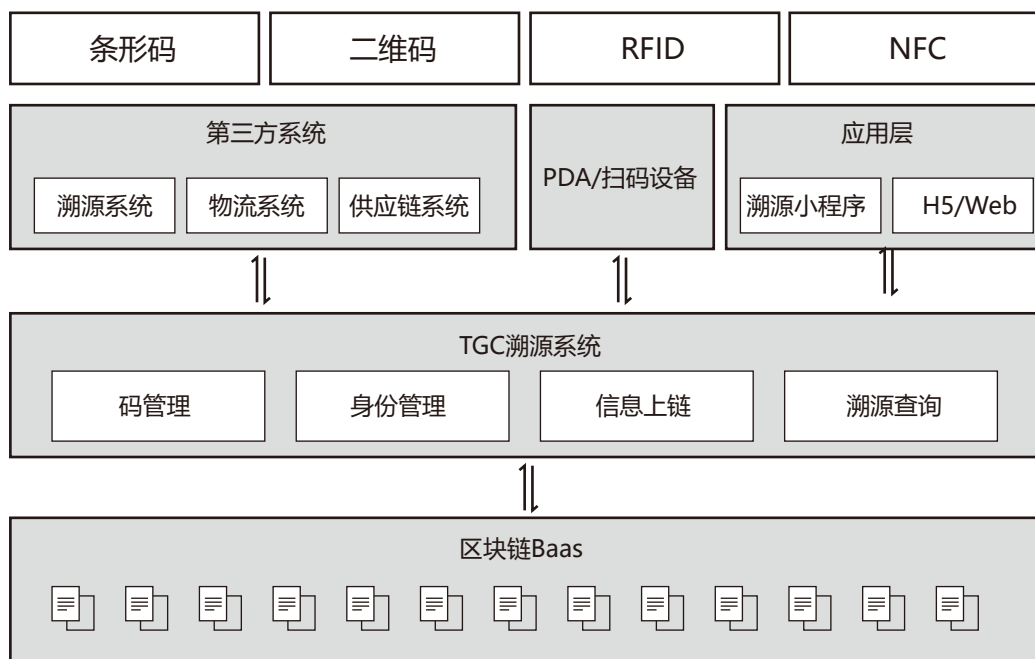 条形码
二维码
RFID
NFC
第三方系统
溯源系统
物流系统
供应链系统
PDA/扫码设备
应用层
溯源小程序
H5/Web
TGC溯源系统
码管理
身份管理
信息上链
溯源查询
区块链Baas